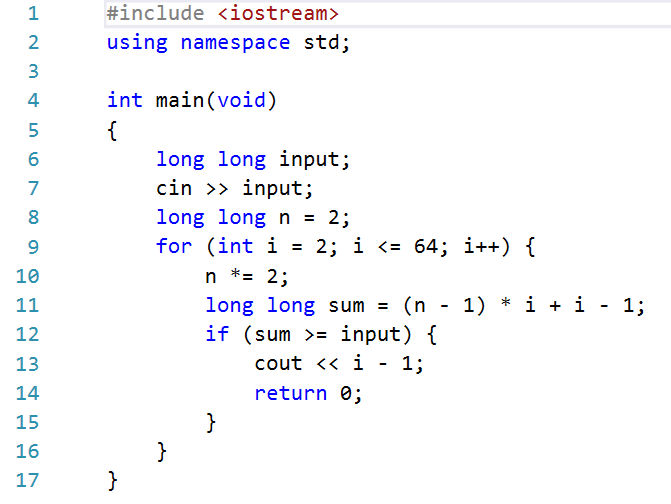 1 #include <iostream>
2 using namespace std;
3
4 int main(void)
5 {
6     long long input;
7     cin >> input;
8     long long n = 2;
9     for (int i = 2; i <= 64; i++) {
10         n *= 2;
11         long long sum = (n - 1) * i + i - 1;
12         if (sum >= input) {
13             cout << i - 1;
14             return 0;
15         }
16     }
17 }